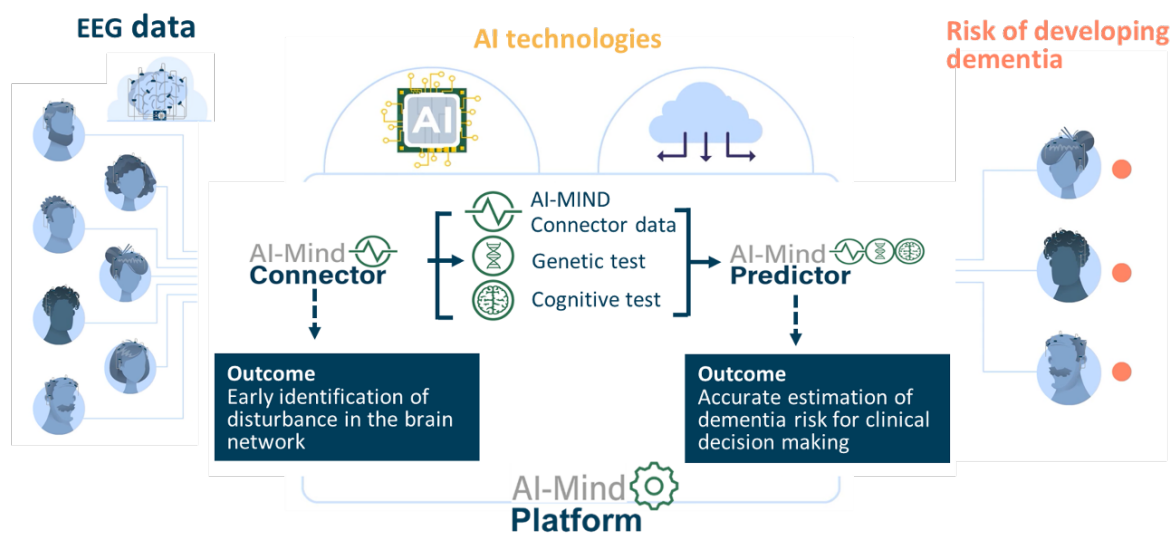 EEG data
AI technologies
Risk of developing
dementia
AI
AI-Mind
Connector
AI-MIND
Connector data
Genetic test
Cognitive test
AI-Mind
Predictor
Outcome
Early identification of
disturbance in the brain
network
Outcome
Accurate estimation of
dementia risk for clinical
decision making
AI-Mind
Platform